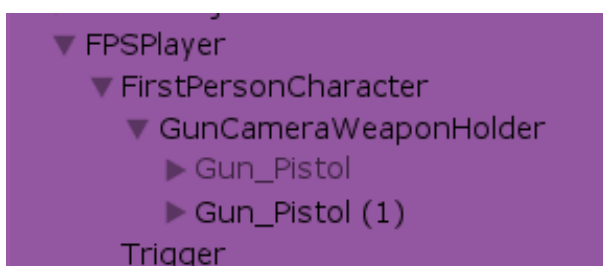 FPSPlayer
FirstPersonCharacter
GunCameraWeaponHolder
Gun_Pistol
Gun_Pistol (1)
Trigger